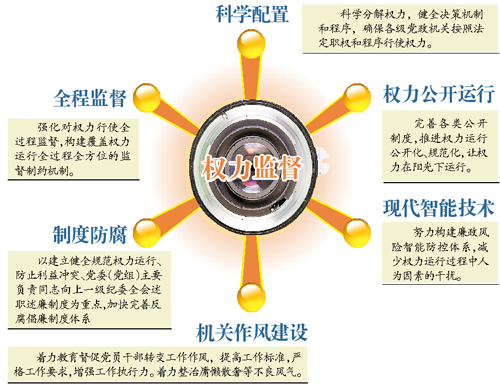 科学配置
科学分解权力，健全决策机制
和程序，确保各级党政机关按照法
定职权和程序行使权力。
权力公开运行
完善各类公开
制度，推进权力运行
公开化、规范化，让权
力在阳光下运行。
现代智能技术
努力构建廉政风
险智能防控体系，减
少权力运行过程中人
为因素的干扰。
机关作风建设
着力教育督促党员干部转变工作作风，提高工作标准，严
格工作要求，增强工作执行力。着力整治庸懒散奢等不良风气。
制度防腐
以建立健全规范权力运行、
防止利益冲突、党委（党组）主要
负责同志向上一级纪委全会述
职述廉制度为重点，加快完善反
腐倡廉制度体系
全程监督
强化对权力行使全
过程监督，构建覆盖权力
运行全过程全方位的监
督制约机制。
权力监督